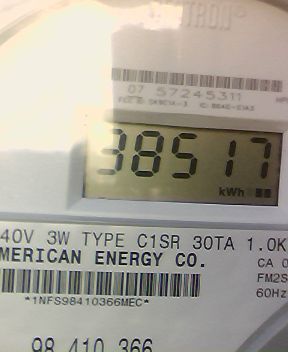 07 57245311
38517
kWh
40V 3W TYPE C1SR 30TA 1.0K
MERICAN ENERGY CO.
CA 0
FM2S
60Hz
*1NFS98410366MEC*
98 410 366